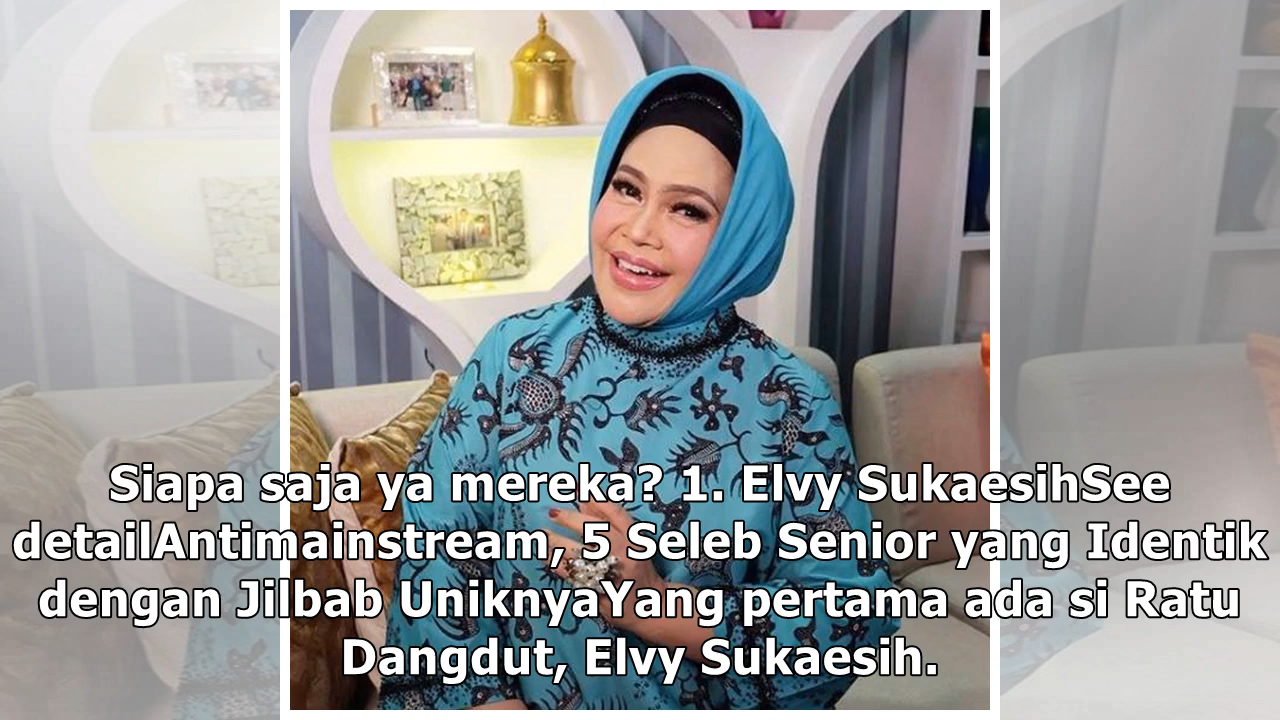 Siapa saja ya mereka? 1. Elvy SukaesihSee
detailAntimainstream, 5 Seleb Senior yang Identik
dengan Jilbab UniknyaYang pertama ada si Ratu
Dangdut, Elvy Sukaesih.